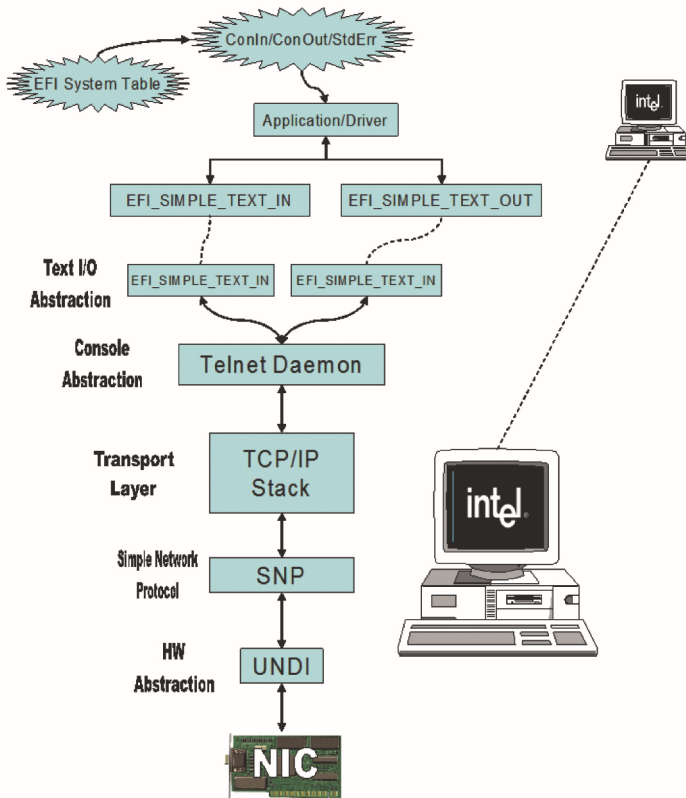 ConIn/ConOut/StdErr
EFI System Table
Application/Driver
intel
EFI_SIMPLE_TEXT_IN
EFI_SIMPLE_TEXT_OUT
Text I/O
Abstraction
EFI_SIMPLE_TEXT_IN
EFI_SIMPLE_TEXT_IN
Console
Abstraction
Telnet Daemon
Transport
Layer
TCP/IP
Stack
intel
Simple Network
Protocol
SNP
HW
Abstraction
UNDI
NIC